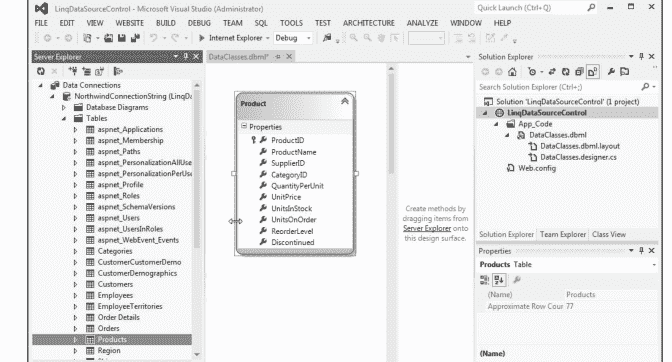 LinqDataSourceControl - Microsoft Visual Studio (Administrator)
Quick Launch (Ctrl+Q)
FILE EDIT VIEW WEBSITE BUILD DEBUG TEAM SQL TOOLS TEST ARCHITECTURE ANALYZE WINDOW HELP
Internet Explorer Debug
Server Explorer
Data Connections
NorthwindConnectionString (LinqDa
Database Diagrams
Tables
aspnet_Applications
aspnet_Membership
aspnet_Paths
aspnet_PersonalizationAllUse
aspnet_PersonalizationPerUse
aspnet_Profile
aspnet_Roles
aspnet_SchemaVersions
aspnet_Users
aspnet_UsersInRoles
aspnet_WebEvent_Events
Categories
CustomerCustomerDemo
CustomerDemographics
Customers
Employees
EmployeeTerritories
Order Details
Orders
Products
Region
DataClasses.dbml*
Product
Properties
ProductID
ProductName
SupplierID
CategoryID
QuantityPerUnit
UnitPrice
UnitsInStock
UnitsOnOrder
ReorderLevel
Discontinued
Create methods by
dragging items from
Server Explorer onto
this design surface.
Solution Explorer
Search Solution Explorer (Ctrl+;)
Solution 'LinqDataSourceControl' (1 project)
LinqDataSourceControl
App_Code
DataClasses.dbml
DataClasses.dbml.layout
DataClasses.designer.cs
Web.config
Solution Explorer Team Explorer Class View
Properties
Products Table
(Name) Products
Approximate Row Cour 77
(Name)